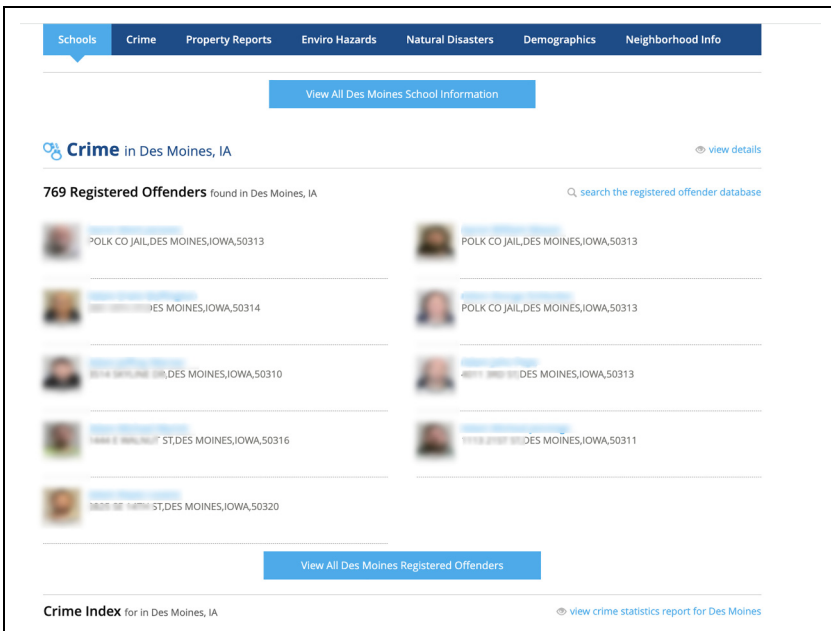 Schools Crime Property Reports Enviro Hazards Natural Disasters Demographics Neighborhood Info
View All Des Moines School Information
Crime in Des Moines, IA view details
769 Registered Offenders found in Des Moines, IA search the registered offender database
POLK CO JAIL,DES MOINES,IOWA,50313
POLK CO JAIL,DES MOINES,IOWA,50313
DES MOINES,IOWA,50314
POLK CO JAIL,DES MOINES,IOWA,50313
DES MOINES,IOWA,50310
DES MOINES,IOWA,50313
ST,DES MOINES,IOWA,50316
DES MOINES,IOWA,50311
ST,DES MOINES,IOWA,50320
View All Des Moines Registered Offenders
Crime Index for in Des Moines, IA view crime statistics report for Des Moines